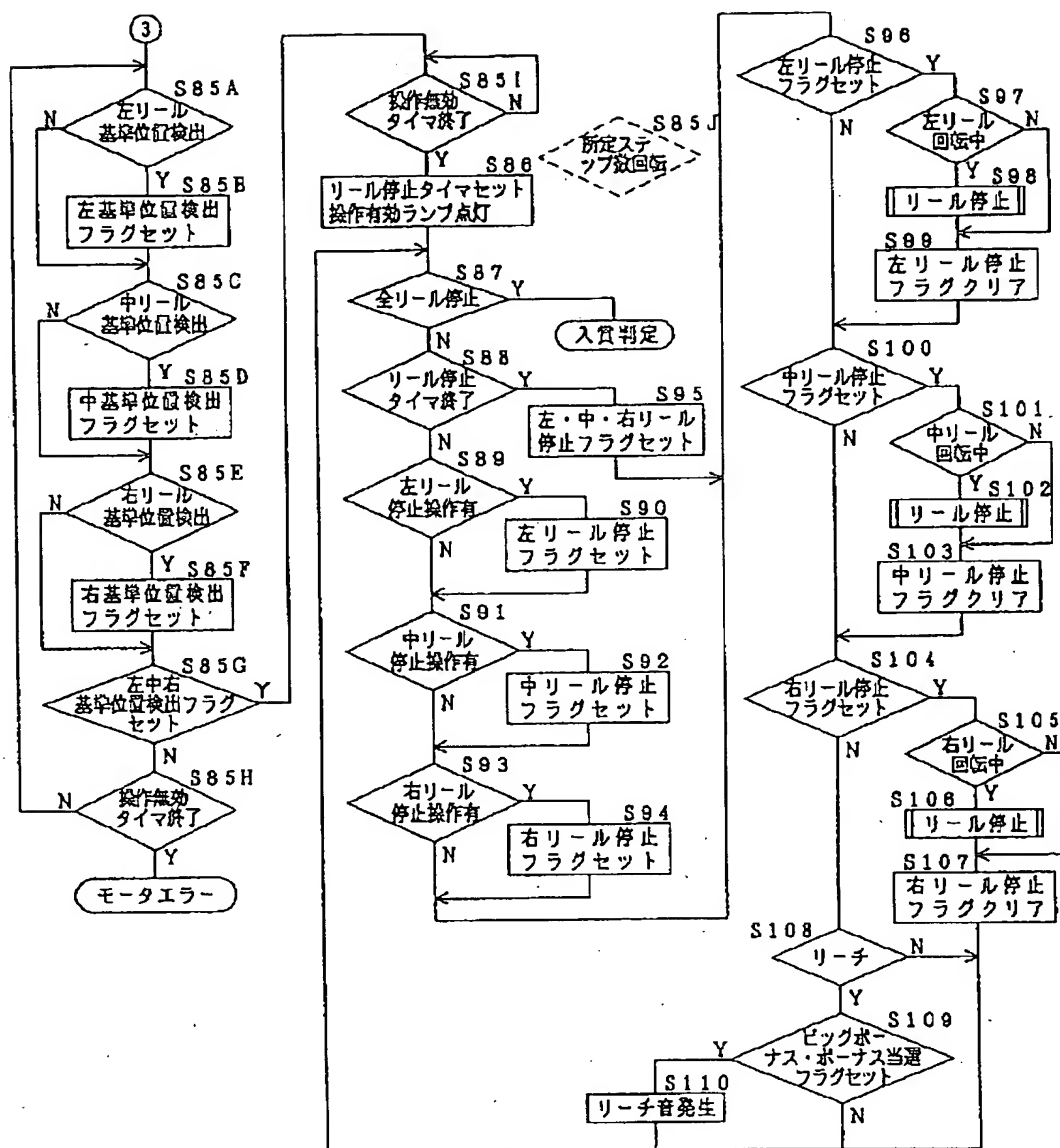 3
S85A
左リール
基準位置検出
N
Y
S85B
左基準位置検出
フラグセット
S85C
中リール
基準位置検出
N
Y
S85D
中基準位置検出
フラグセット
S85E
右リール
基準位置検出
N
Y
S85F
右基準位置検出
フラグセット
S85G
左中右
基準位置検出フラグ
セット
Y
N
S85H
操作無効
タイマ終了
N
Y
モータエラー
S85I
操作無効
タイマ終了
N
Y
S85J
所定ステ
ップ数回転
S86
リール停止タイマセット
操作有効ランプ点灯
S87
全リール停止
Y
入賞判定
N
S88
リール停止
タイマ終了
Y
S95
左・中・右リール
停止フラグセット
N
S89
左リール
停止操作有
Y
S90
左リール停止
フラグセット
N
S91
中リール
停止操作有
Y
S92
中リール停止
フラグセット
N
S93
右リール
停止操作有
Y
S94
右リール停止
フラグセット
N
S96
左リール停止
フラグセット
Y
N
S97
左リール
回転中
N
Y
S98
リール停止
S99
左リール停止
フラグクリア
S100
中リール停止
フラグセット
Y
N
S101
中リール
回転中
N
Y
S102
リール停止
S103
中リール停止
フラグクリア
S104
右リール停止
フラグセット
Y
N
S105
右リール
回転中
N
Y
S106
リール停止
S107
右リール停止
フラグクリア
S108
リーチ
N
Y
S109
ビッグボー
ナス・ボーナス当選
フラグセット
Y
N
S110
リーチ音発生